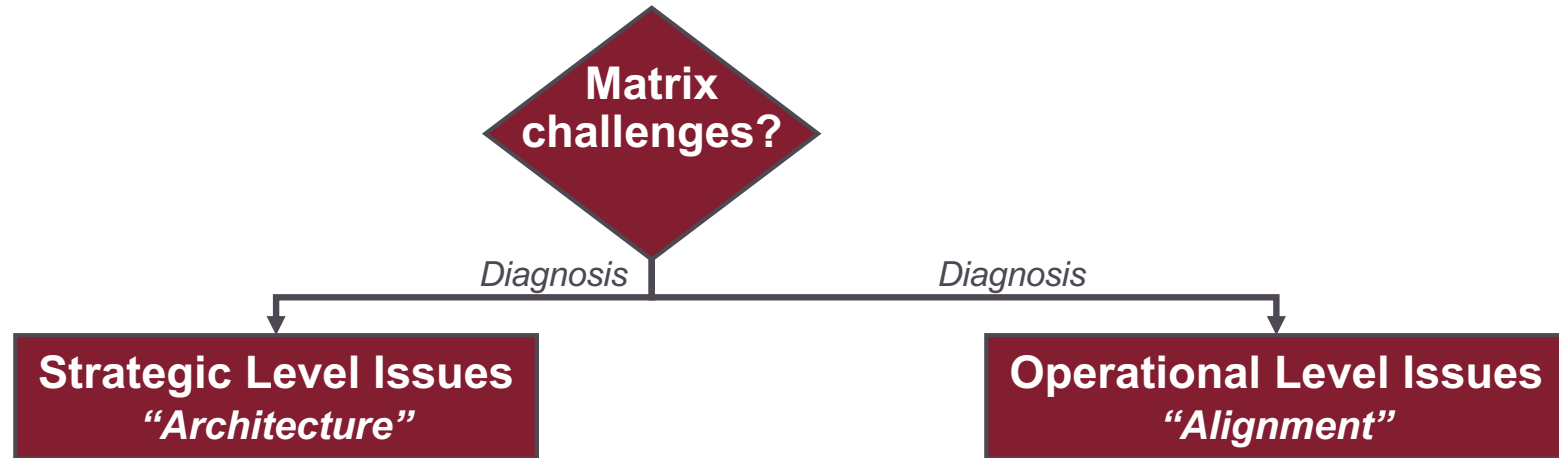 Matrix
challenges?
Diagnosis
Diagnosis
Strategic Level Issues
“Architecture”
Operational Level Issues
“Alignment”